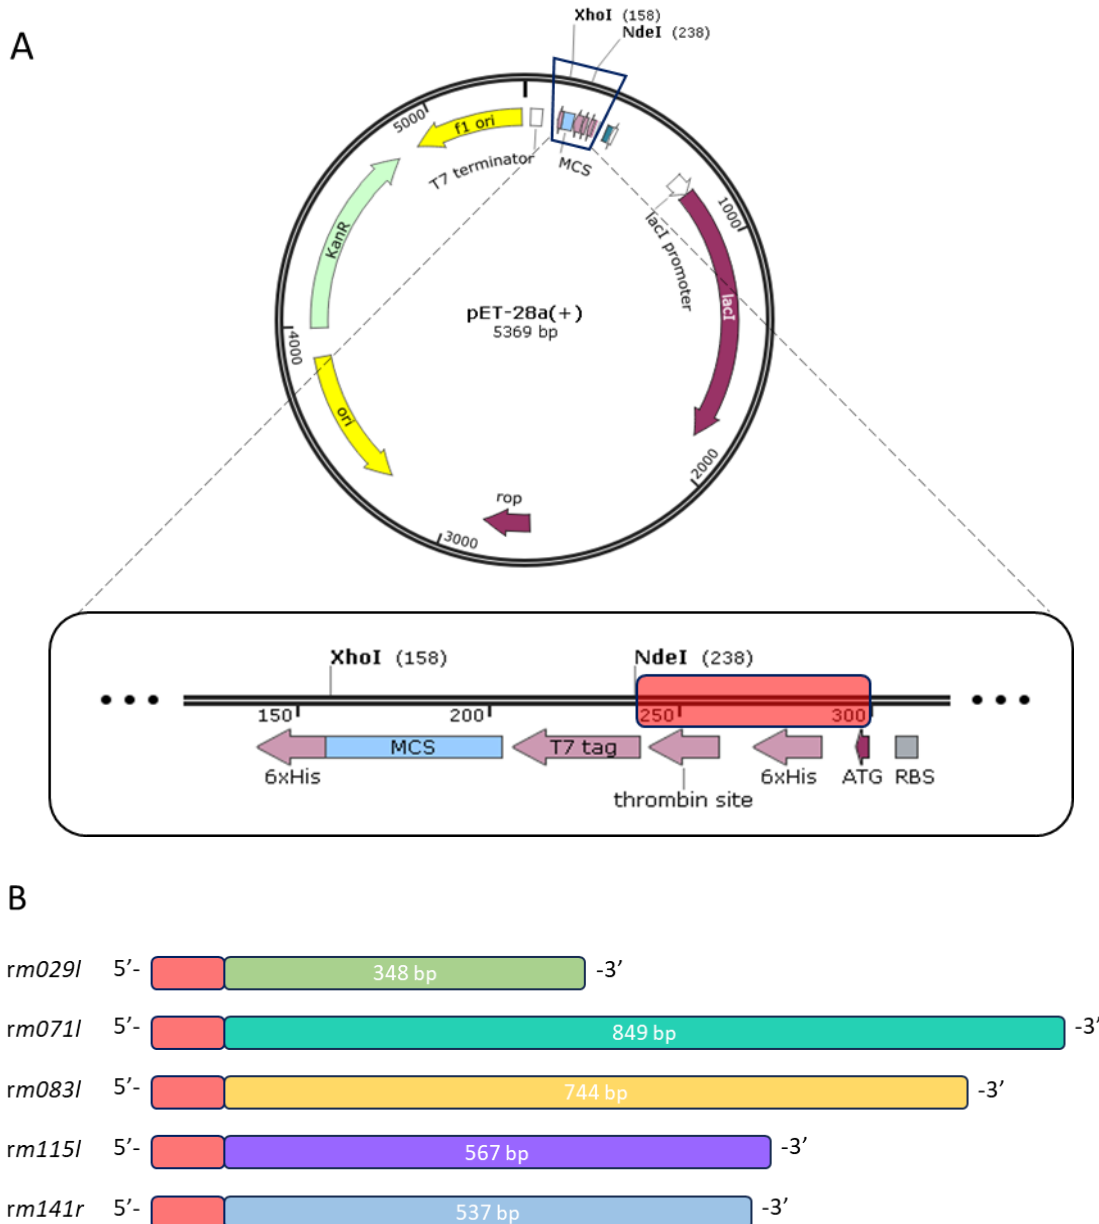 A
XhoI (158)
NdeI (238)
5000
f1 ori
T7 terminator
MCS
KanR
lacI promoter
1000
lacI
pET-28a(+)
5369 bp
4000
ori
2000
rop
3000
XhoI (158)
NdeI (238)
150
200
250
300
MCS
T7 tag
6xHis
6xHis
ATG
RBS
thrombin site
B
rm029l 5’- 348 bp -3’
rm071l 5’- 849 bp -3’
rm083l 5’- 744 bp -3’
rm115l 5’- 567 bp -3’
rm141r 5’- 537 bp -3’